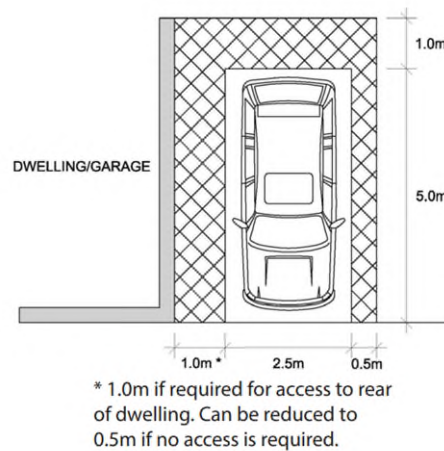 1.0m
DWELLING/GARAGE
5.0m
1.0m *
2.5m
0.5m
* 1.0m if required for access to rear
of dwelling. Can be reduced to
0.5m if no access is required.